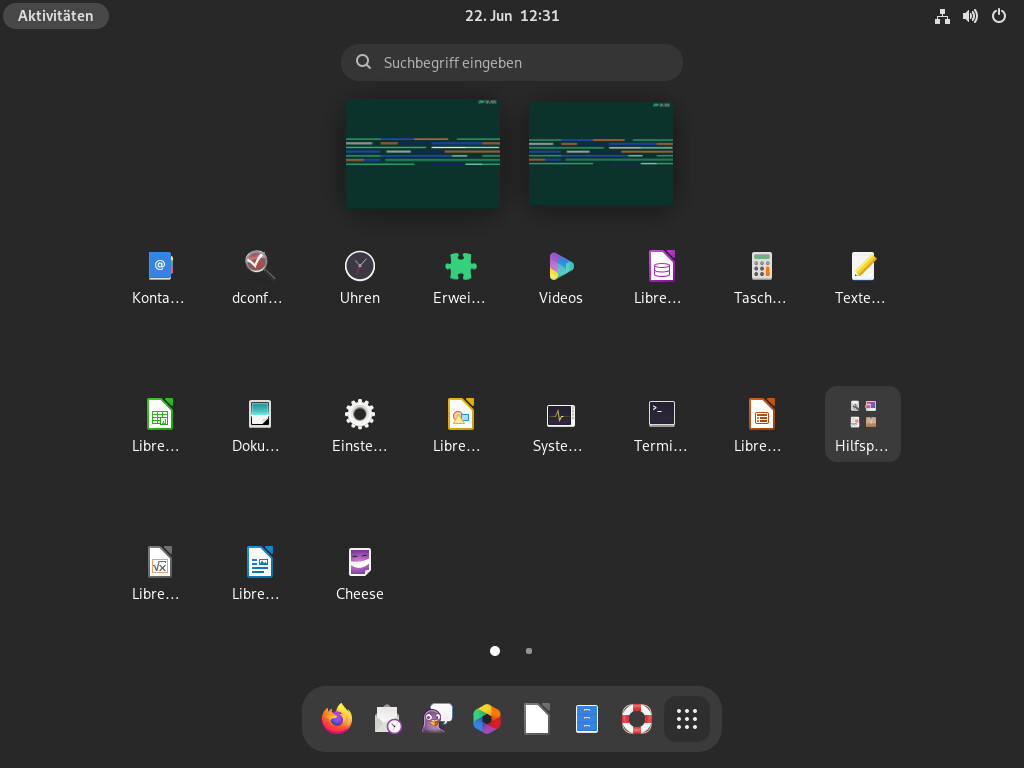 Aktivitäten
22. Jun 12:31
Suchbegriff eingeben
Konta…
dconf…
Uhren
Erwei…
Videos
Libre…
Tasch…
Texte…
Libre…
Doku…
Einste…
Libre…
Syste…
Termi…
Libre…
Hilfsp…
Libre…
Libre…
Cheese